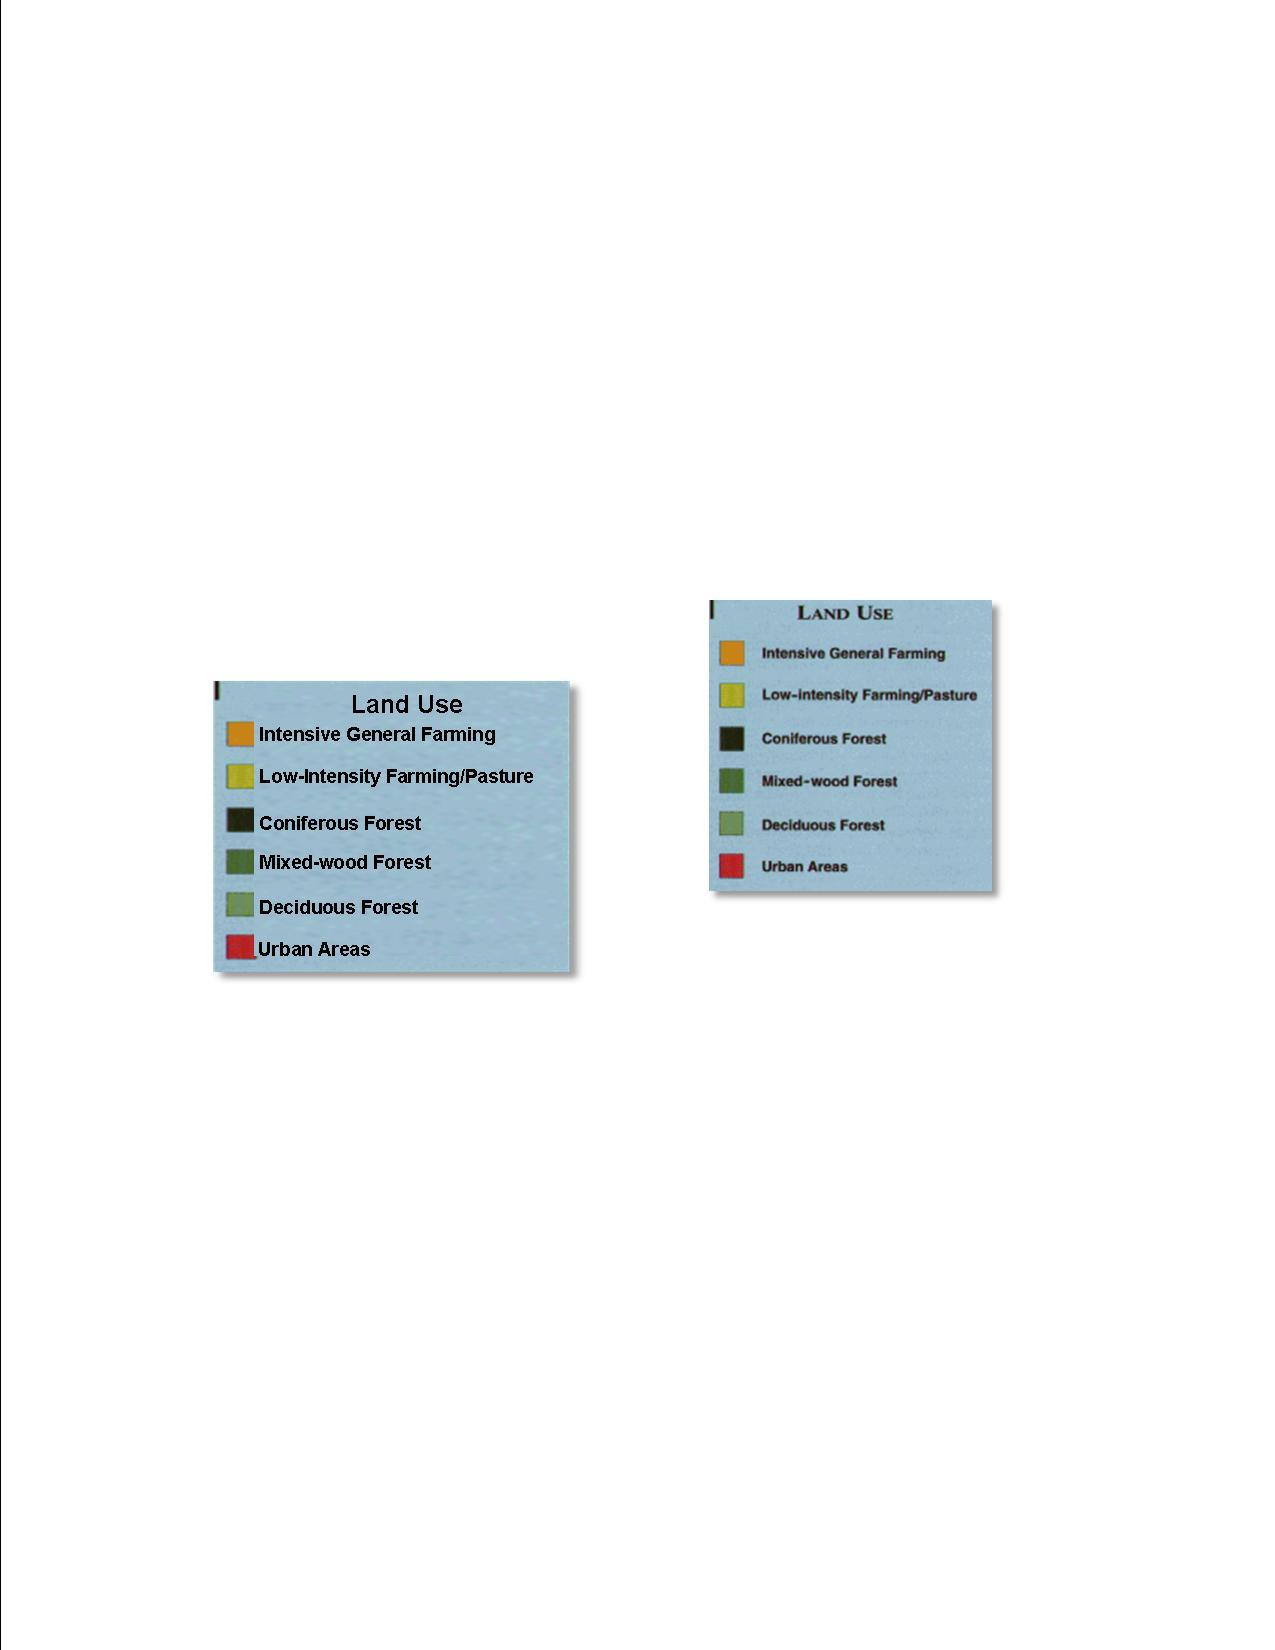 Land Use
Intensive General Farming
Low-Intensity Farming/Pasture
Coniferous Forest
Mixed-wood Forest
Deciduous Forest
Urban Areas
LAND USE
Intensive General Farming
Low-intensity Farming/Pasture
Coniferous Forest
Mixed-wood Forest
Deciduous Forest
Urban Areas